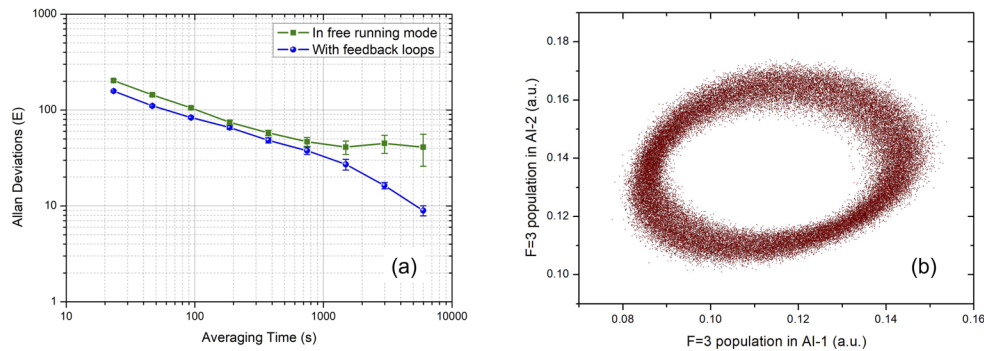 1000
100
10
1
10
100
1000
10000
Allan Deviations (E)
Averaging Time (s)
In free running mode
With feedback loops
(a)
0.18
0.16
0.14
0.12
0.10
0.08
0.10
0.12
0.14
0.16
F=3 population in AI-2 (a.u.)
F=3 population in AI-1 (a.u.)
(b)